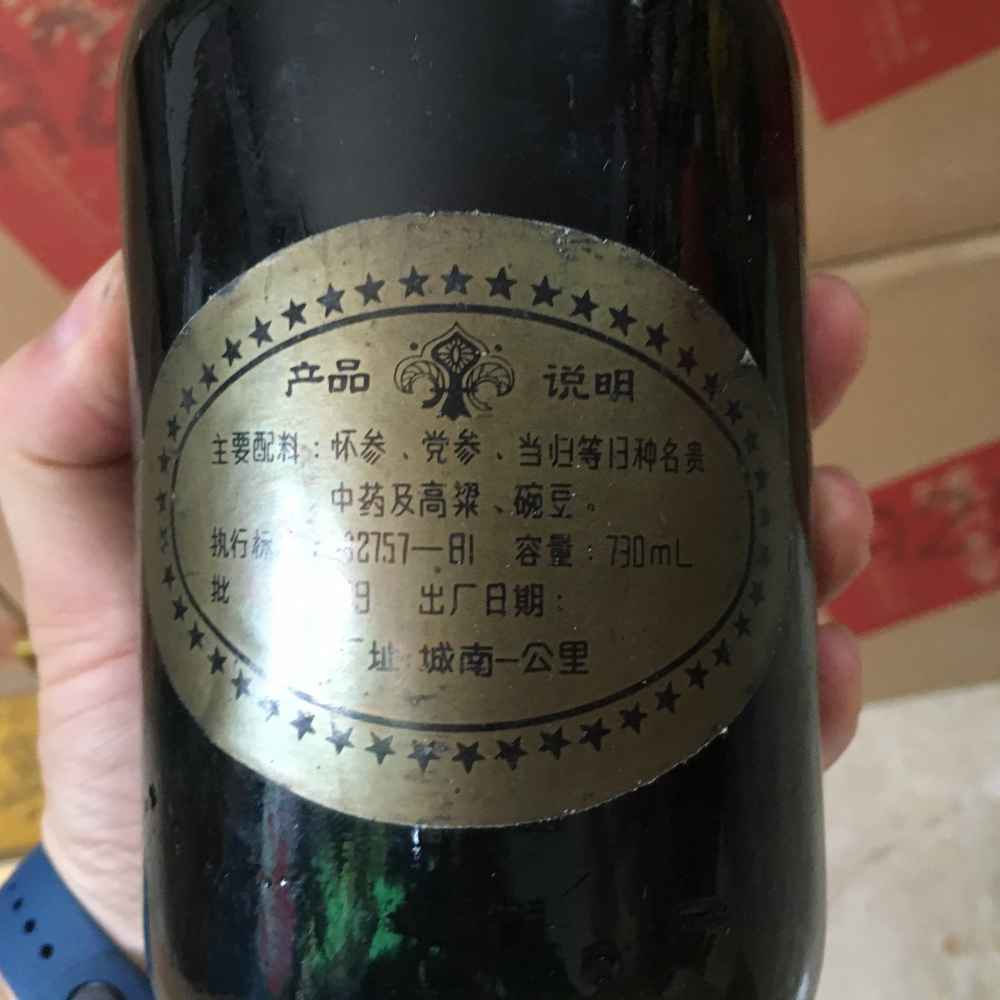 产品 说明
主要配料：怀参、党参、当归等13种名贵
中药及高粱、碗豆。
执行标 2757—81 容量：730mL
批 9 出厂日期：
厂址：城南一公里